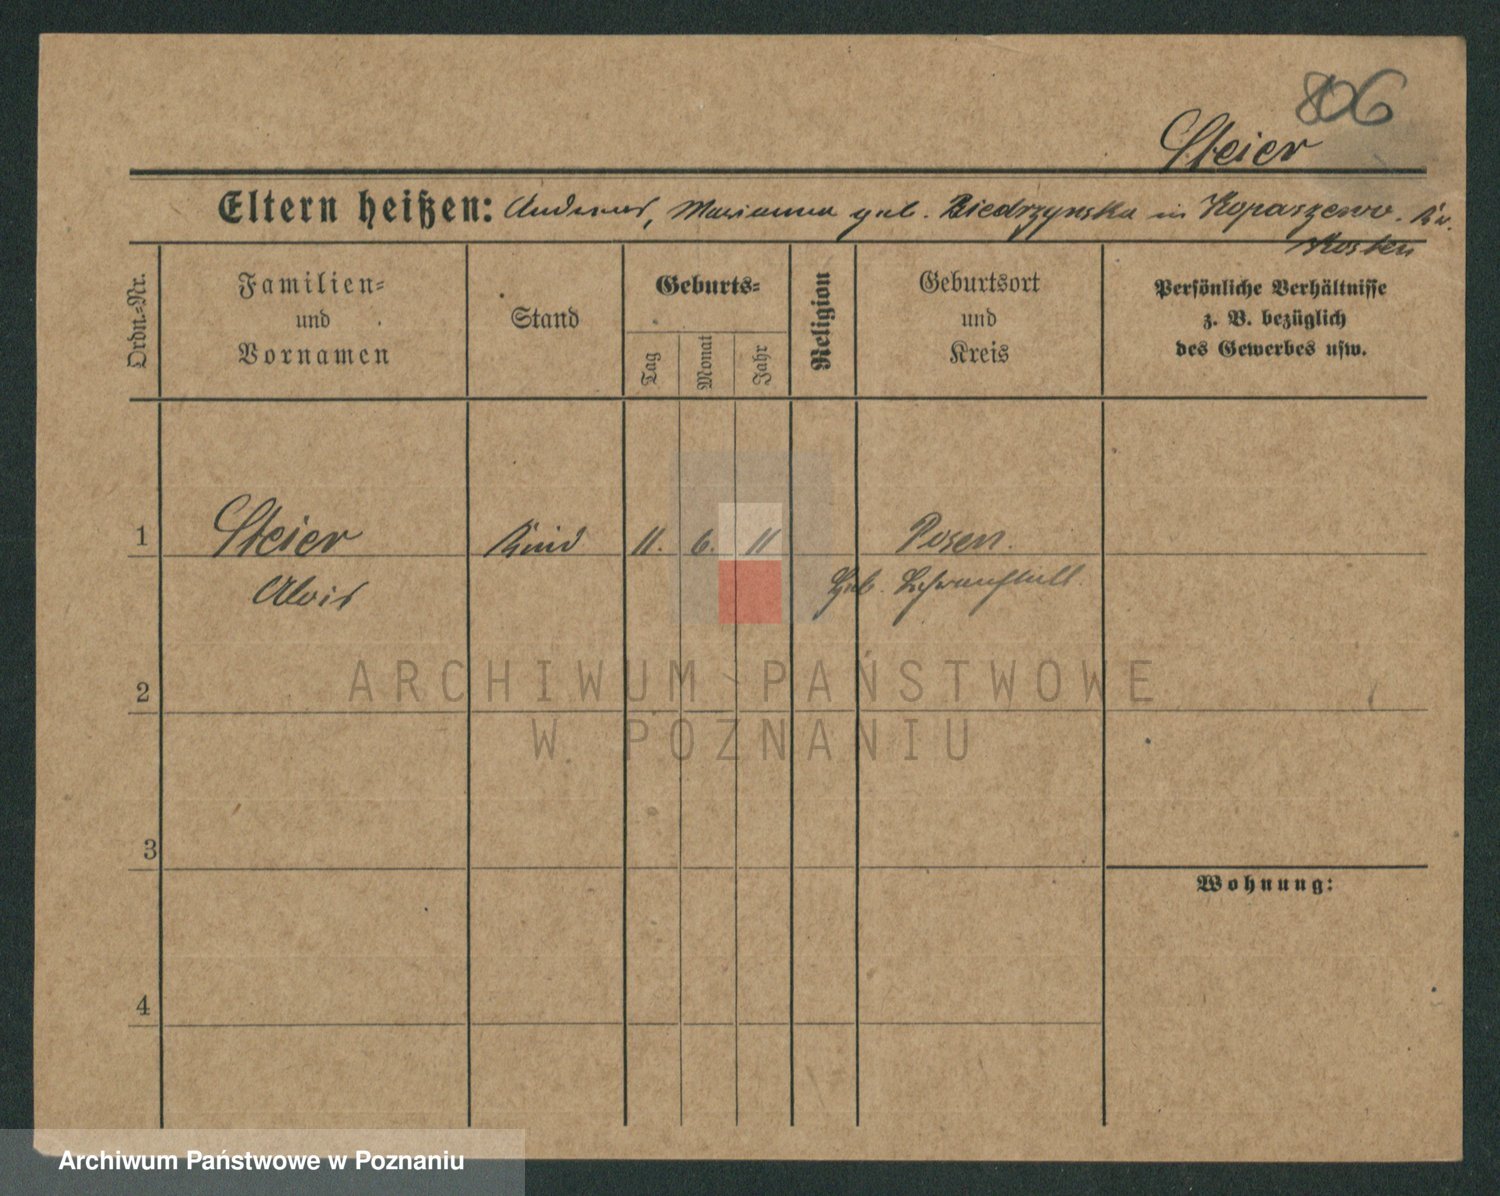 806
Steier
Eltern heißen: Andreas, Marianna geb. Biedrzynska in Kopaszewo. Kr.
Kosten
Ordn.-Nr.
Familien-
und
Vornamen
Stand
Geburts-
Tag
Monat
Jahr
Religion
Geburtsort
und
Kreis
Persönliche Verhältnisse
z. B. bezüglich
des Gewerbes usw.
1 Steier Kind 11. 6. 11 Posen.
Alois Geb.
2
3
Wohnung:
4
ARCHIWUM PAŃSTWOWE
W POZNANIU
Archiwum Państwowe w Poznaniu